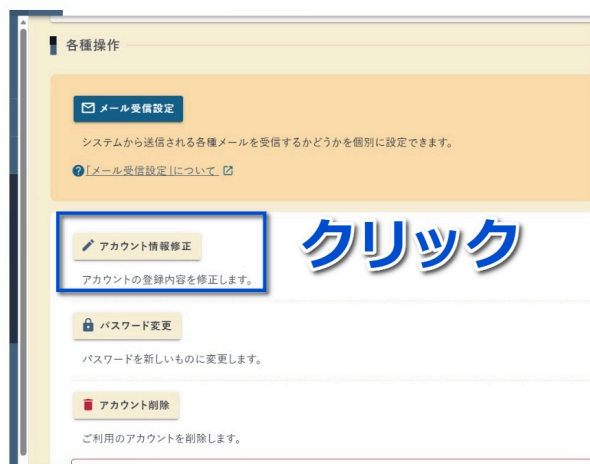 各種操作
メール受信設定
システムから送信される各種メールを受信するかどうかを個別に設定できます。
「メール受信設定」について
アカウント情報修正
クリック
アカウントの登録内容を修正します。
パスワード変更
パスワードを新しいものに変更します。
アカウント削除
ご利用のアカウントを削除します。